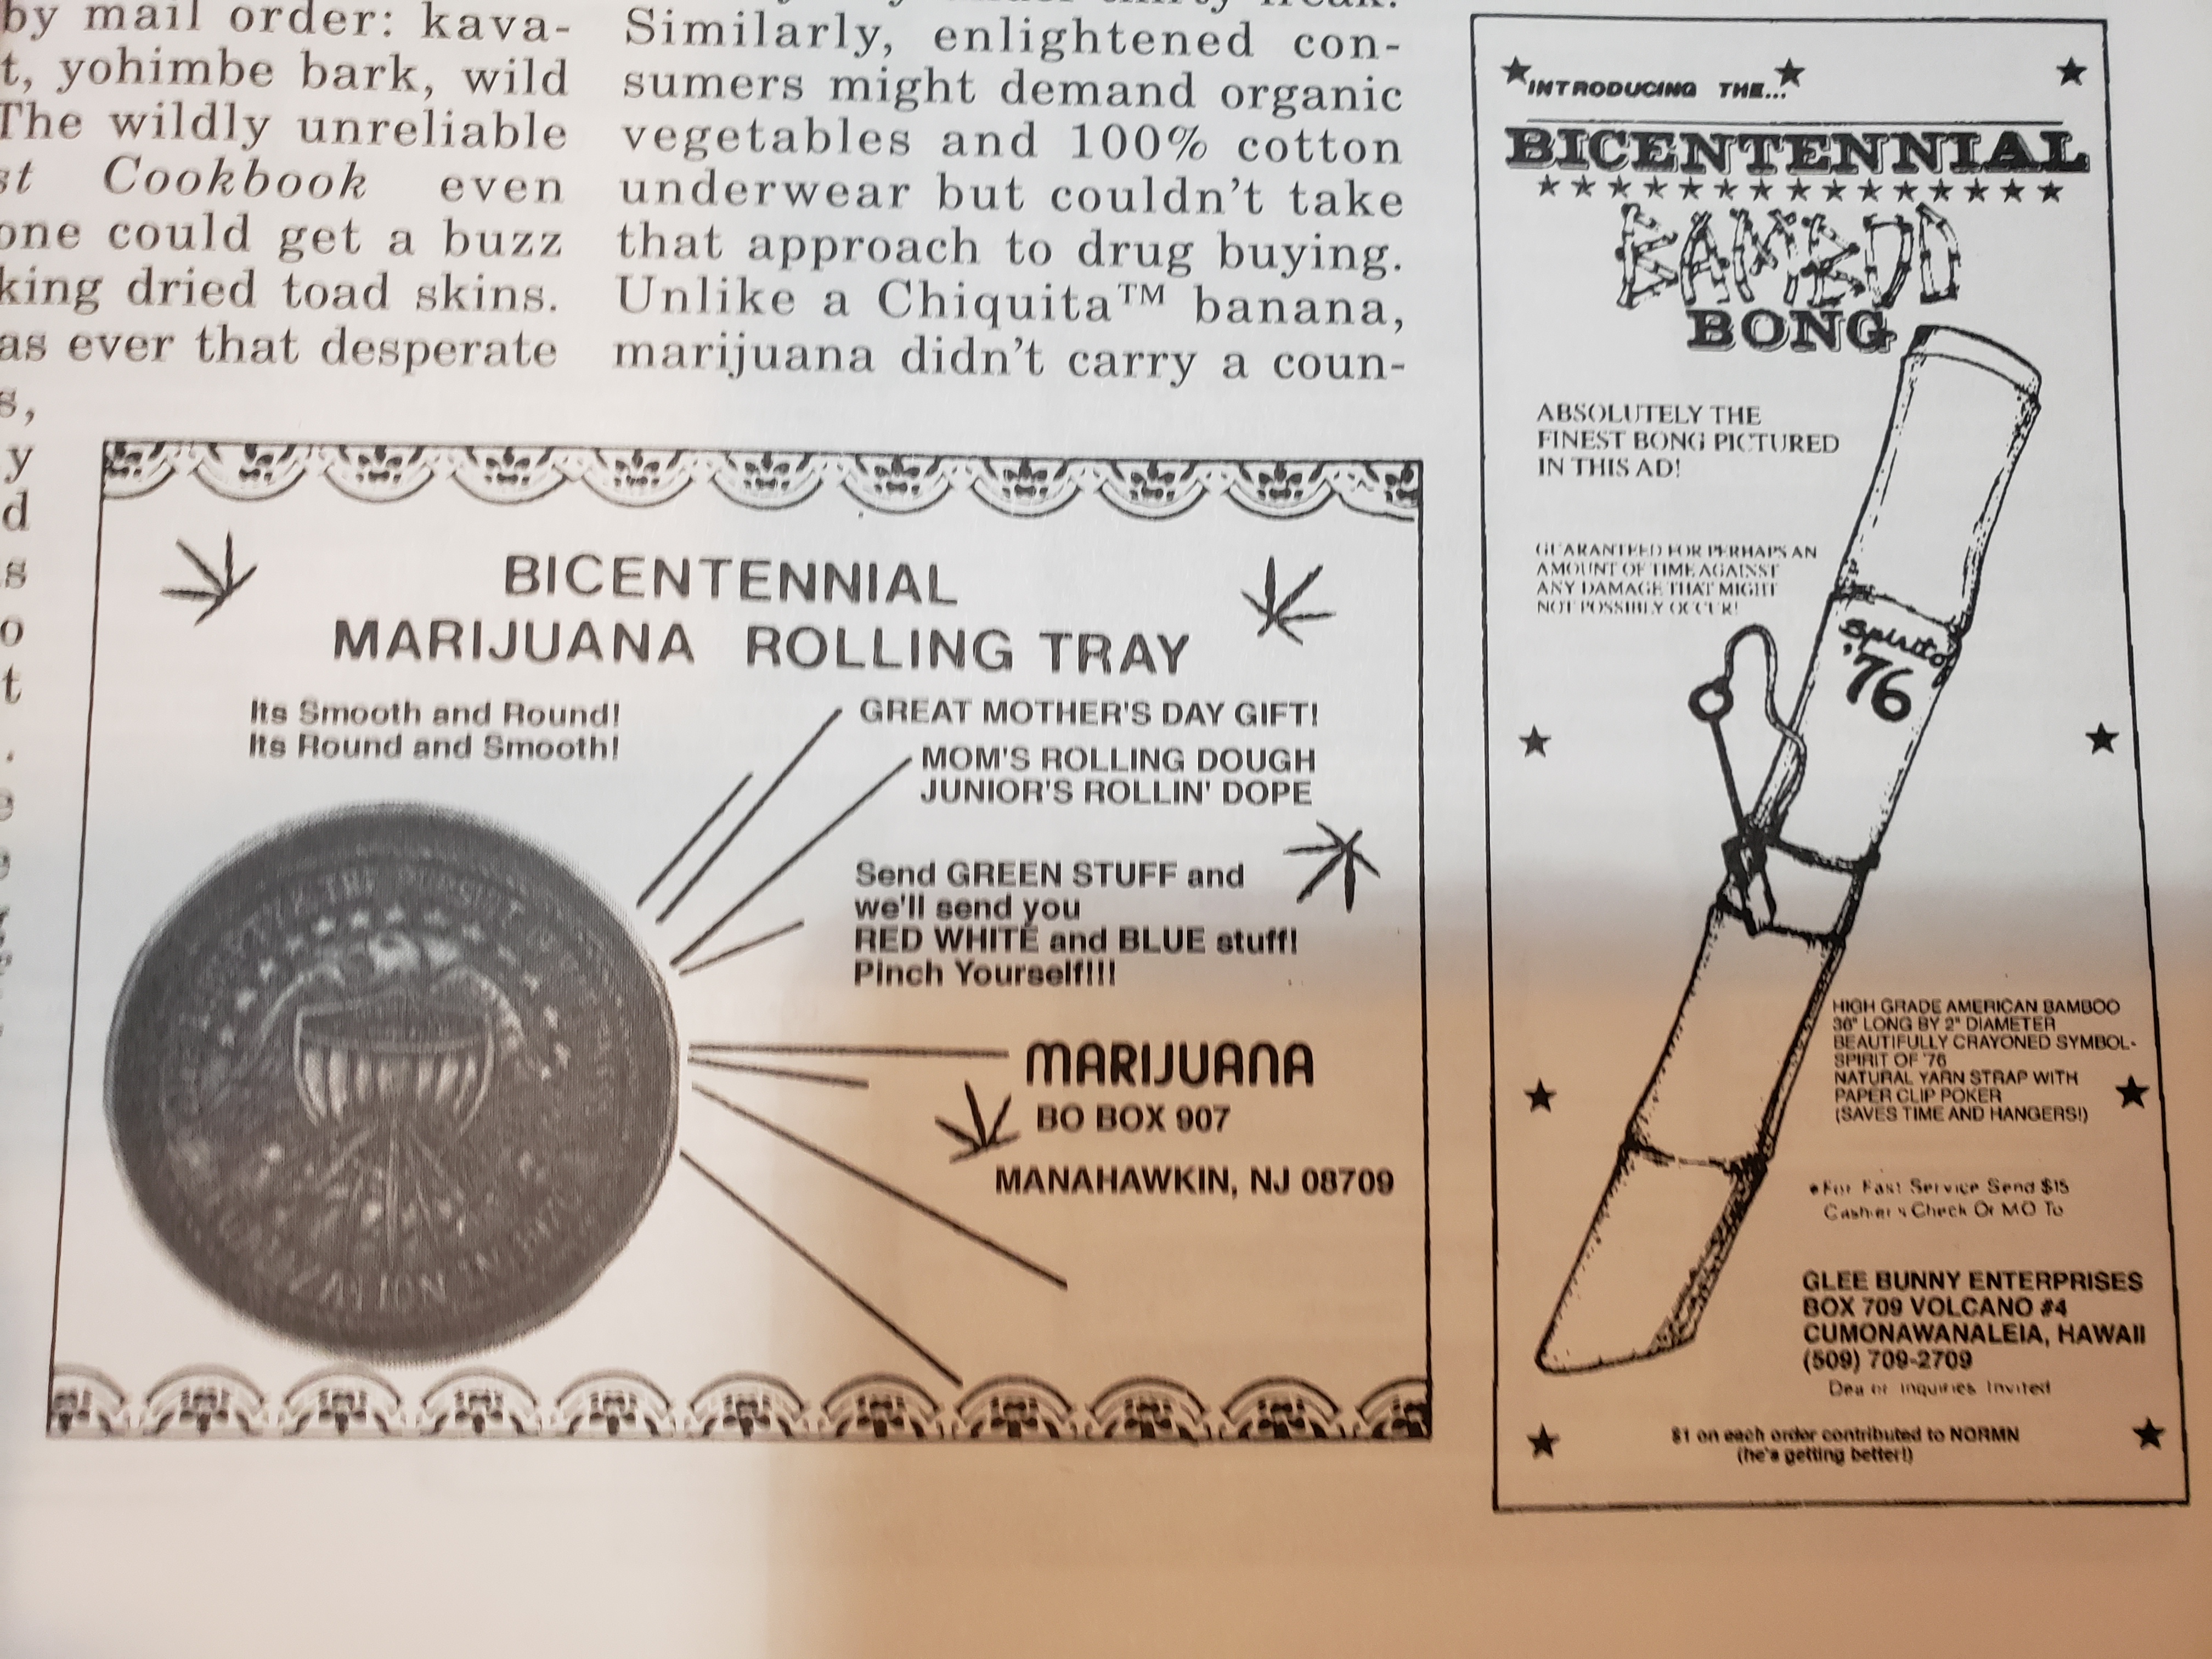 by mail order: kava-
t, yohimbe bark, wild
The wildly unreliable
st Cookbook even
one could get a buzz
king dried toad skins.
as ever that desperate
s,
y
d
s
o
t
.
e
Similarly, enlightened con-
sumers might demand organic
vegetables and 100% cotton
underwear but couldn't take
that approach to drug buying.
Unlike a Chiquita™ banana,
marijuana didn't carry a coun-
BICENTENNIAL
MARIJUANA ROLLING TRAY
Its Smooth and Round!
Its Round and Smooth!
GREAT MOTHER'S DAY GIFT!
MOM'S ROLLING DOUGH
JUNIOR'S ROLLIN' DOPE
Send GREEN STUFF and
we'll send you
RED WHITE and BLUE stuff!
Pinch Yourself!!!
MARIJUANA
BO BOX 907
MANAHAWKIN, NJ 08709
INTRODUCING THE...
BICENTENNIAL
BAMBOO
BONG
ABSOLUTELY THE
FINEST BONG PICTURED
IN THIS AD!
GUARANTEED FOR PERHAPS AN
AMOUNT OF TIME AGAINST
ANY DAMAGE THAT MIGHT
NOT POSSIBLY OCCUR!
Spirit of
'76
HIGH GRADE AMERICAN BAMBOO
36" LONG BY 2" DIAMETER
BEAUTIFULLY CRAYONED SYMBOL-
SPIRIT OF '76
NATURAL YARN STRAP WITH
PAPER CLIP POKER
(SAVES TIME AND HANGERS!)
For Fast Service Send $15
Cashier's Check Or MO To
GLEE BUNNY ENTERPRISES
BOX 709 VOLCANO #4
CUMONAWANALEIA, HAWAII
(509) 709-2709
Dealer Inquiries Invited
$1 on each order contributed to NORMN
(he's getting better!)